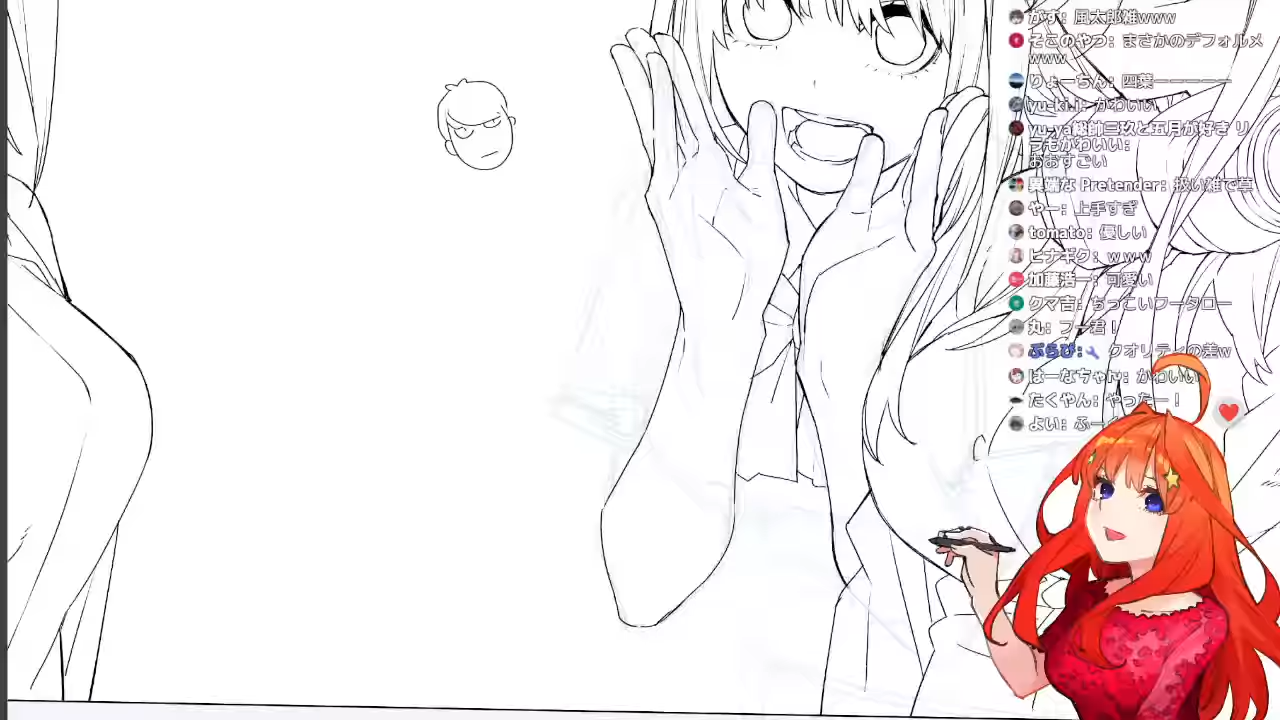 がす: 風太郎雑www
そこのやつ: まさかのデフォルメ
www
りょーちん: 四葉ーーーーー
yu-ki.i: かわいい！
yu-ya総帥三玖と五月が好き リ
ラもかわいい:
おおすごい
異端な Pretender: 扱い雑で草
やー: 上手すぎ
tomato: 優しい
ヒナギク: ｗｗｗ
加藤浩一: 可愛い
クマ吉: ちっこいフータロー
丸: フー君！
ぷらび: クオリティの差w
はーなちゃん: かわいい
たくやん: やったー！
よい: ふー